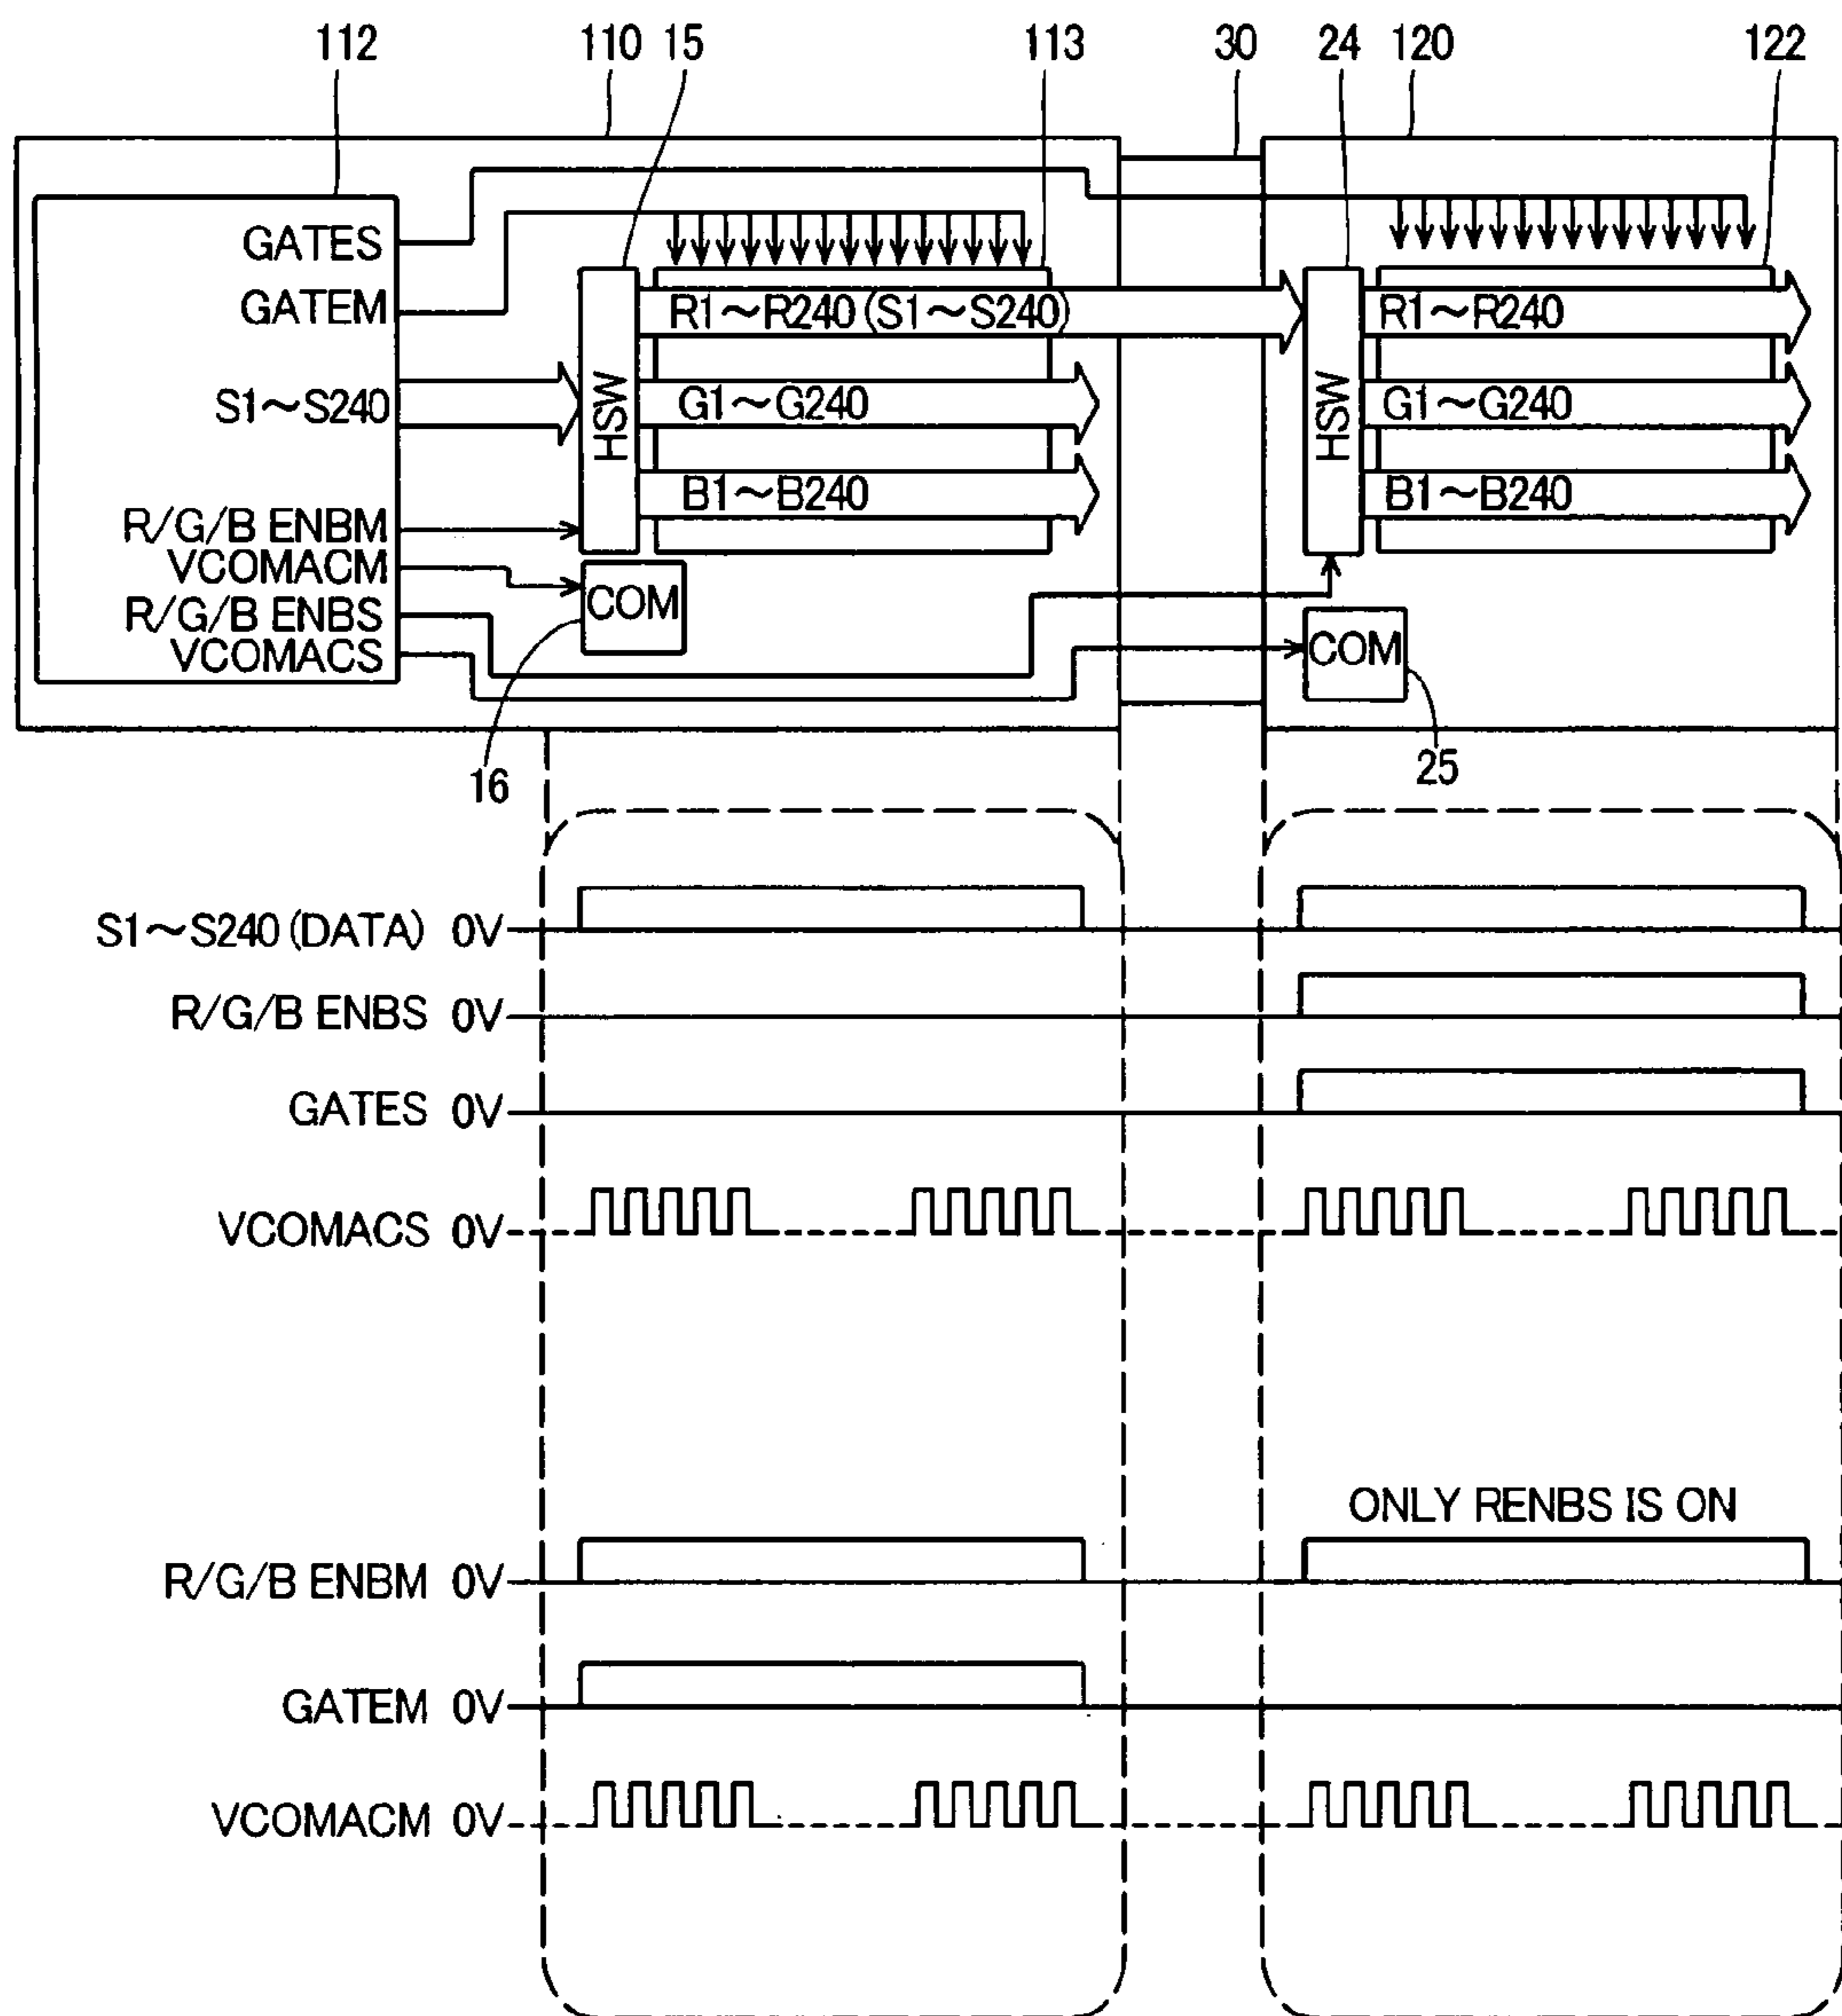 112 110 15 113 30 24 120 122
GATES
GATEM
R1~R240(S1~S240) R1~R240
S1~S240 HSW G1~G240 HSW G1~G240
B1~B240 B1~B240
R/G/B ENBM
VCOMACM
COM
R/G/B ENBS
VCOMACS
COM
16 25
S1~S240(DATA) 0V
R/G/B ENBS 0V
GATES 0V
VCOMACS 0V
ONLY RENBS IS ON
R/G/B ENBM 0V
GATEM 0V
VCOMACM 0V